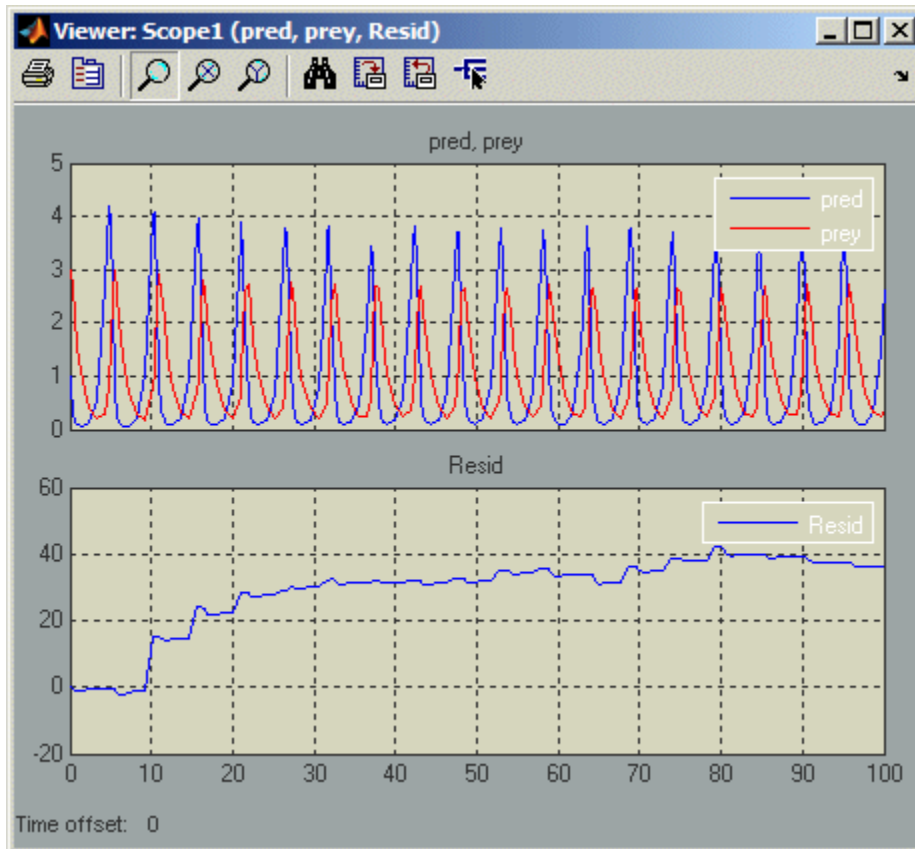 Viewer: Scope1 (pred, prey, Resid)
pred, prey
5
4
3
2
1
0
pred
prey
Resid
60
40
20
0
-20
Resid
0 10 20 30 40 50 60 70 80 90 100
Time offset: 0